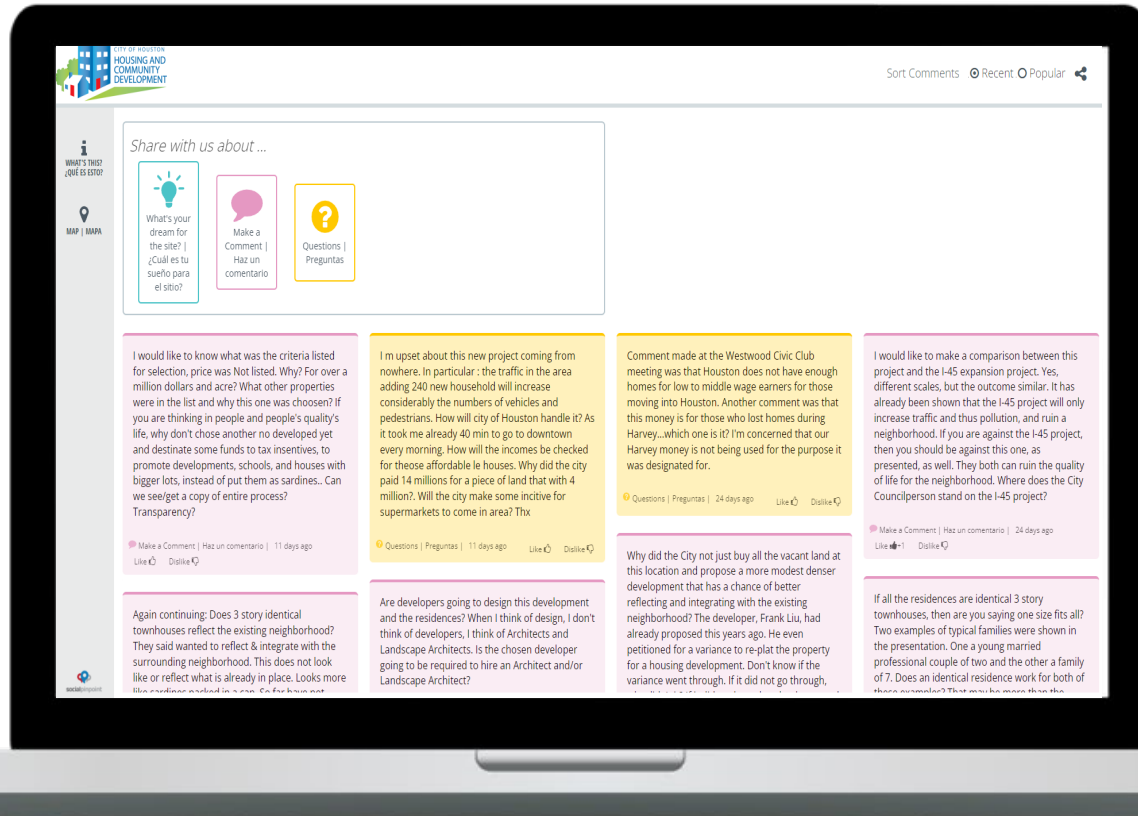 CITY OF HOUSTON
HOUSING AND
COMMUNITY
DEVELOPMENT
Sort Comments Recent Popular
WHAT'S THIS?
¿QUÉ ES ESTO?
MAP | MAPA
Share with us about ...
What's your
dream for
the site? |
¿Cuál es tu
sueño para
el sitio?
Make a
Comment |
Haz un
comentario
Questions |
Preguntas
I would like to know what was the criteria listed
for selection, price was Not listed. Why? For over a
million dollars and acre? What other properties
were in the list and why this one was choosen? If
you are thinking in people and people's quality's
life, why don't chose another no developed yet
and destinate some funds to tax insentives, to
promote developments, schools, and houses with
bigger lots, instead of put them as sardines.. Can
we see/get a copy of entire process?
Transparency?
Make a Comment | Haz un comentario | 11 days ago
Like Dislike
Again continuing: Does 3 story identical
townhouses reflect the existing neighborhood?
They said wanted to reflect & integrate with the
surrounding neighborhood. This does not look
like or reflect what is already in place. Looks more
like sardines packed in a can. So far have not
I m upset about this new project coming from
nowhere. In particular : the traffic in the area
adding 240 new household will increase
considerably the numbers of vehicles and
pedestrians. How will city of Houston handle it? As
it took me already 40 min to go to downtown
every morning. How will the incomes be checked
for theose affordable le houses. Why did the city
paid 14 millions for a piece of land that with 4
million?. Will the city make some incitive for
supermarkets to come in area? Thx
Questions | Preguntas | 11 days ago Like Dislike
Are developers going to design this development
and the residences? When I think of design, I don't
think of developers, I think of Architects and
Landscape Architects. Is the chosen developer
going to be required to hire an Architect and/or
Landscape Architect?
Comment made at the Westwood Civic Club
meeting was that Houston does not have enough
homes for low to middle wage earners for those
moving into Houston. Another comment was that
this money is for those who lost homes during
Harvey...which one is it? I'm concerned that our
Harvey money is not being used for the purpose it
was designated for.
Questions | Preguntas | 24 days ago Like Dislike
Why did the City not just buy all the vacant land at
this location and propose a more modest denser
development that has a chance of better
reflecting and integrating with the existing
neighborhood? The developer, Frank Liu, had
already proposed this years ago. He even
petitioned for a variance to re-plat the property
for a housing development. Don't know if the
variance went through. If it did not go through,
I would like to make a comparison between this
project and the I-45 expansion project. Yes,
different scales, but the outcome similar. It has
already been shown that the I-45 project will only
increase traffic and thus pollution, and ruin a
neighborhood. If you are against the I-45 project,
then you should be against this one, as
presented, as well. They both can ruin the quality
of life for the neighborhood. Where does the City
Councilperson stand on the I-45 project?
Make a Comment | Haz un comentario | 24 days ago
Like +1 Dislike
If all the residences are identical 3 story
townhouses, then are you saying one size fits all?
Two examples of typical families were shown in
the presentation. One a young married
professional couple of two and the other a family
of 7. Does an identical residence work for both of
these examples? That may be more than the
socialpinpoint